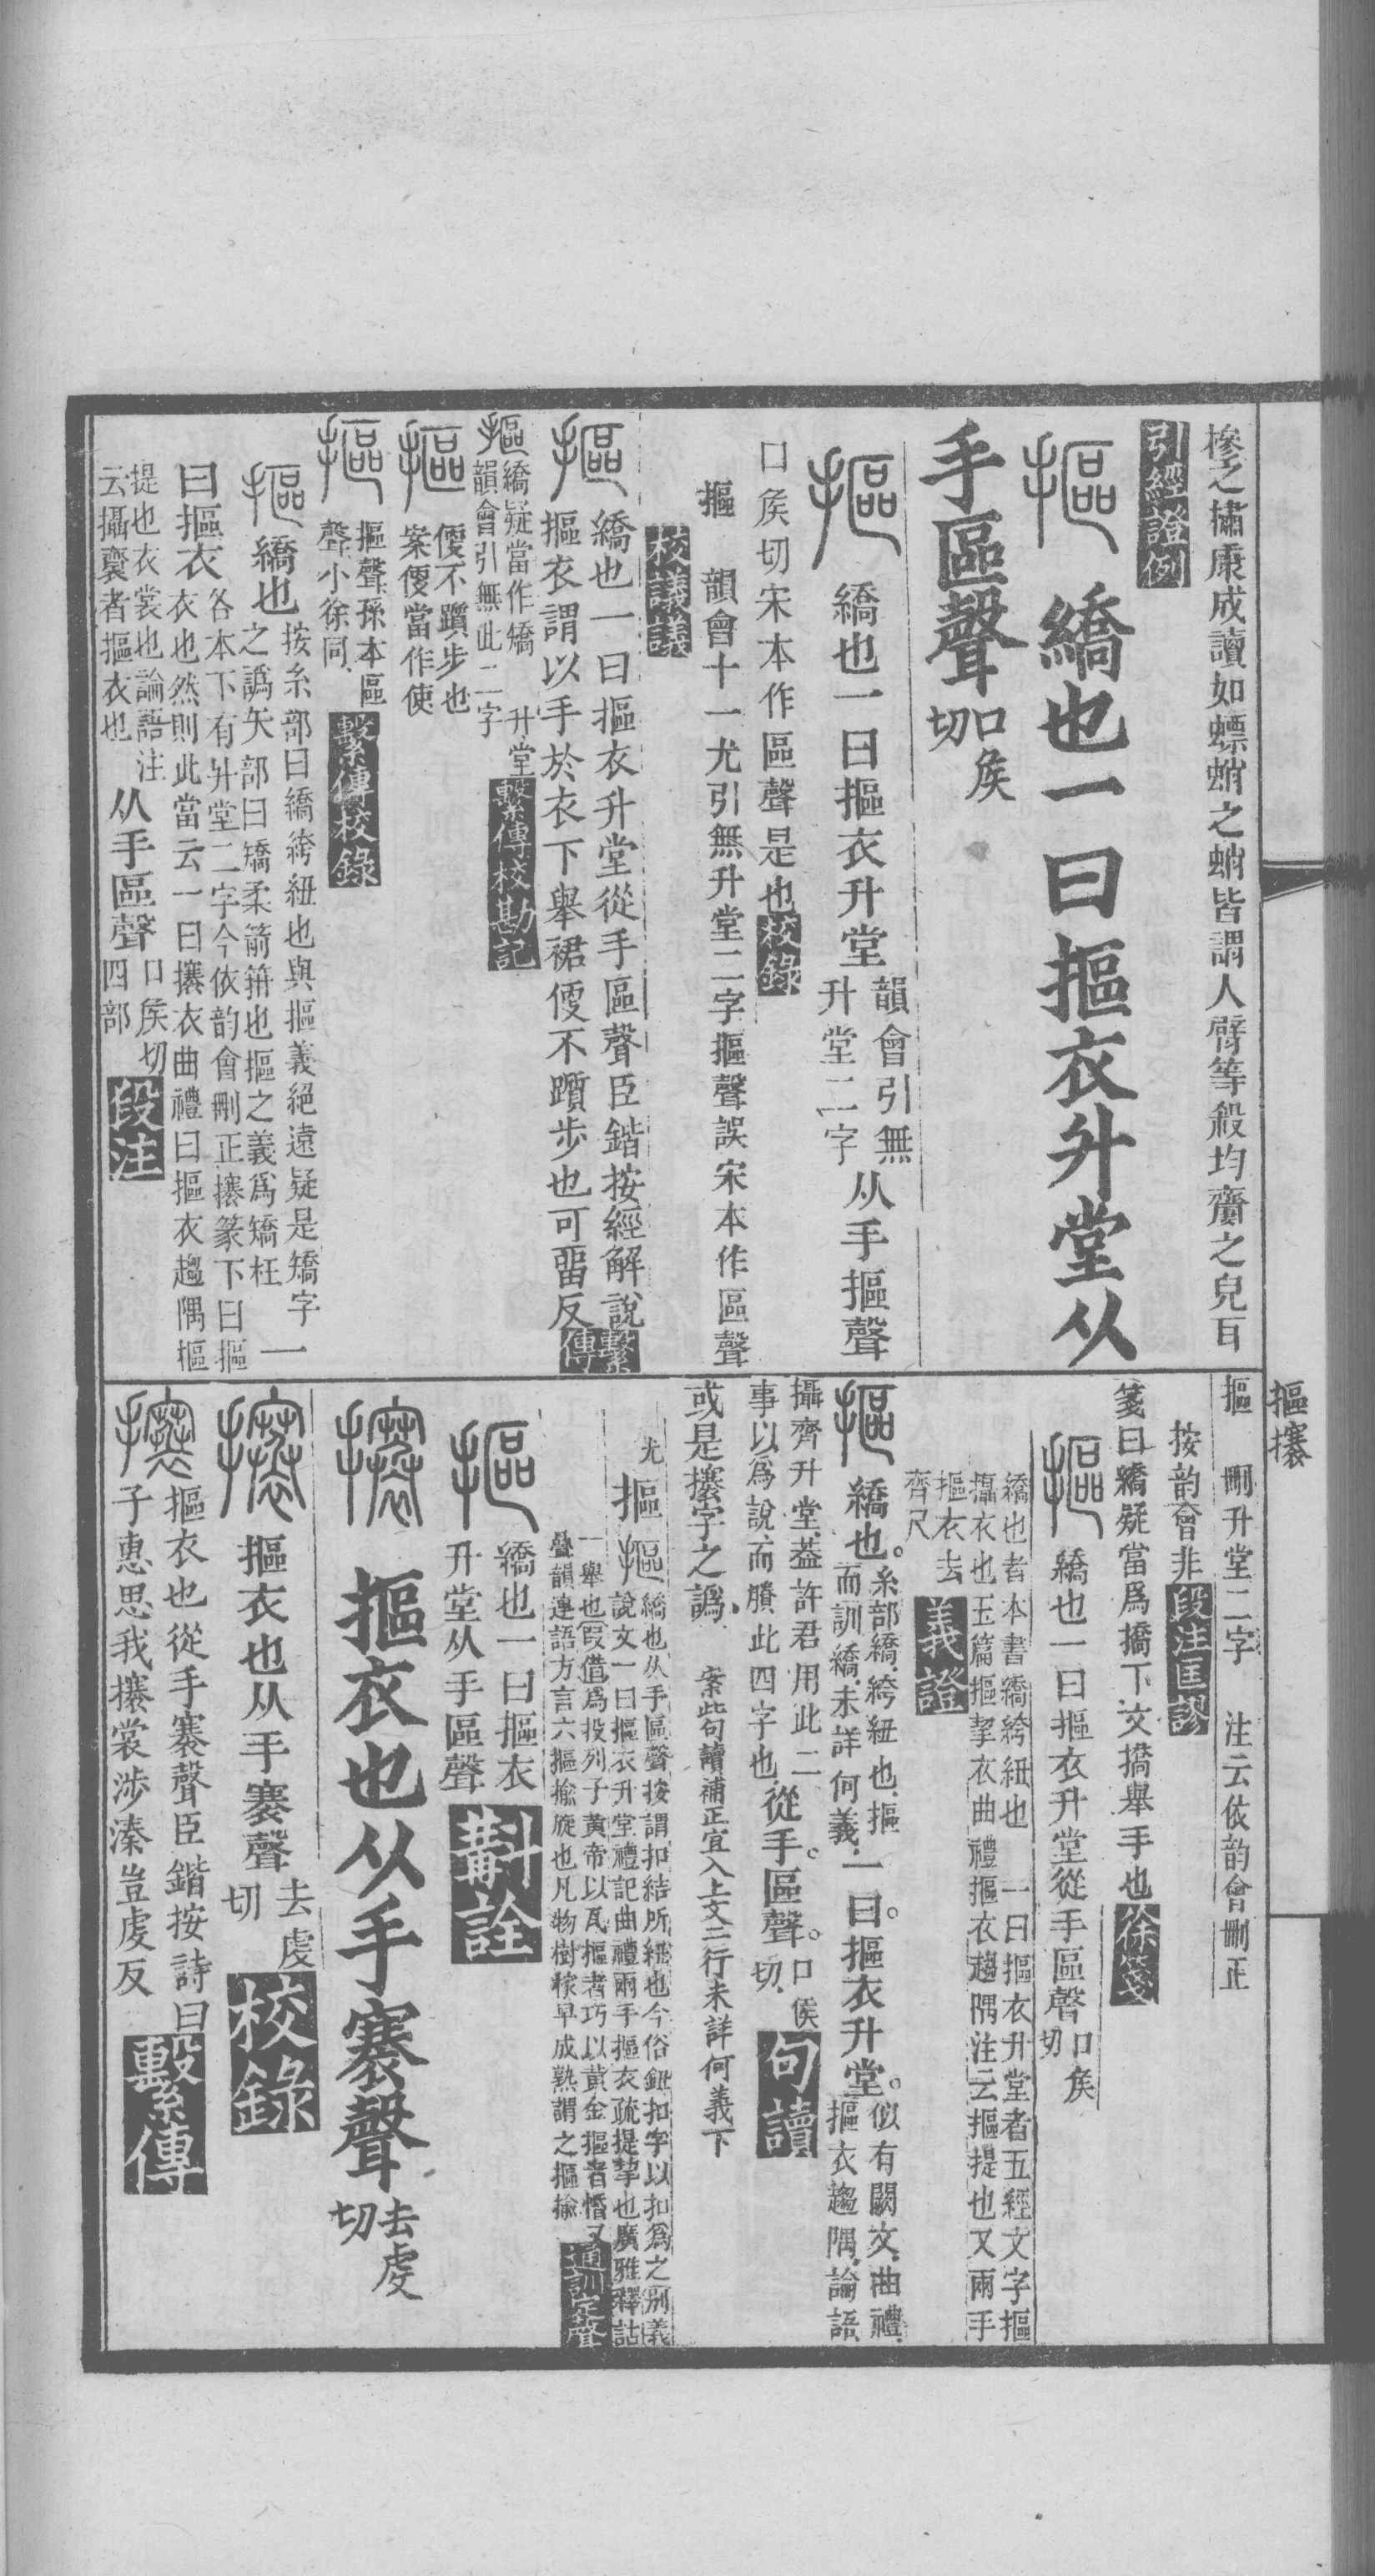 摻之𢵧康成讀如螵蛸之蛸皆謂人臂等殺均齋之皃百
引經證例
摳 繑也一曰摳衣升堂从
手區聲口矦切
摳 繑也一曰摳衣升堂韻會引無升堂二字从手摳聲
口矦切宋本作區聲是也校錄
摳 韻會十一尤引無升堂二字摳聲誤宋本作區聲
校議議
摳 繑也一曰摳衣升堂從手區聲臣鍇按經解說
摳衣謂以手於衣下舉裙便不躓步也可畱反繫傳
摳 繑疑當作矯 升堂
韻會引無此二字 繫傳校勘記
摳 㑹不躓步也
案㑹當作使
摳 摳聲孫本區
聲小徐同 繫傳校錄
摳 繑也按糸部曰繑絝紐也與摳義絕遠疑是矯字
之譌矢部曰矯柔箭箝也摳之義爲矯枉一
曰摳衣各本下有升堂二字今依韵會刪正攐篆下曰摳
衣也然則此當云一曰攐衣曲禮曰摳衣趨隅摳
提也衣裳也論語注
云攝齌者摳衣也从手區聲口矦切
四部 段注
摳攐
摳 刪升堂二字 注云依韵會刪正
按韵會非段注匡謬
箋曰繑疑當爲撟下文撟舉手也徐箋
摳 繑也一曰摳衣升堂從手區聲口矦切
繑也者本書繑絝紐也 一曰摳衣升堂者五經文字摳
攝衣也玉篇摳挈衣曲禮摳衣趨隅注云摳提也又兩手
摳衣去
齊尺 義證
摳 繑也。糸部繑、絝紐也、摳
而訓繑、未詳何義、一曰。摳衣升堂。似有闕文、曲禮、
摳衣趨隅、論語
攝齊升堂、葢許君用此二
事以爲說、而賸此四字也、從手。區聲。口侯切、句讀
或是攐字之譌、 案此句讀補正宜入上文二行未詳何義下
尤 摳 摳 繑也从手區聲按謂扣結所紐也今俗鈕扣字以扣爲之别義
說文一曰摳衣升堂禮記曲禮兩手摳衣疏提挈也廣雅釋詁
一舉也叚借爲投列子黃帝以瓦摳者巧以黃金摳者惛又
疊韻連語方言六摳揄旋也凡物樹稼早成熟謂之摳揄 通訓定聲
摳 繑也一曰摳衣
升堂从手區聲 斠詮
攐 摳衣也从手褰聲去虔切
攐 摳衣也从手褰聲去虔切 校錄
攐 摳衣也從手褰聲臣鍇按詩曰
子惠思我攐裳涉溱豈虔反 繫傳